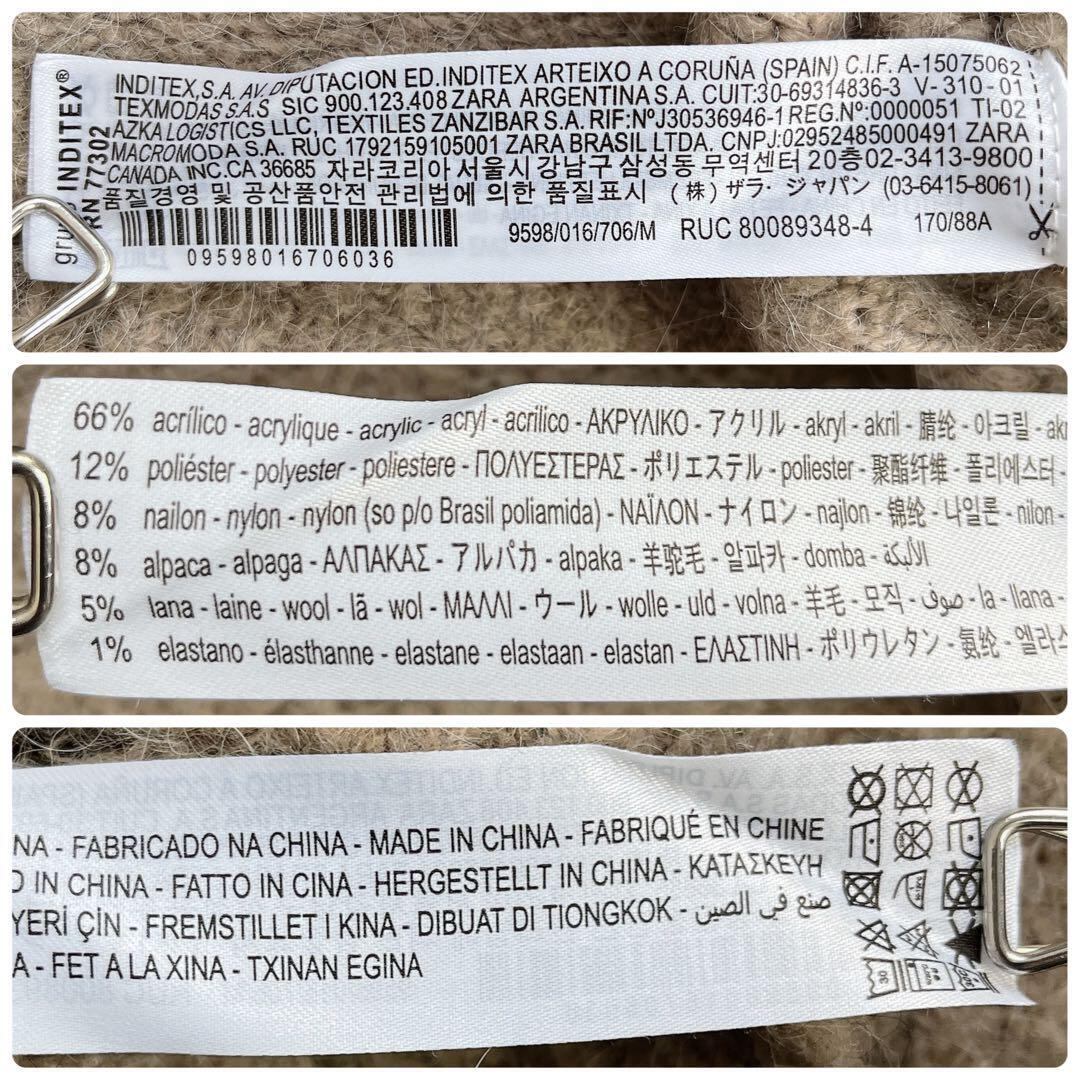 INDITEX®
RN 77302
INDITEX,S.A. AV. DIPUTACION ED.INDITEX ARTEIXO A CORUÑA (SPAIN) C.I.F. A-15075062
TEXMODAS S.A.S SIC 900.123.408 ZARA ARGENTINA S.A. CUIT:30-69314836-3 V-310-01
AZKA LOGISTICS LLC, TEXTILES ZANZIBAR S.A. RIF:NºJ30536946-1 REG.Nº:0000051 TI-02
MACROMODA S.A. RUC 1792159105001 ZARA BRASIL LTDA. CNPJ:02952485000491 ZARA
CANADA INC.CA 36685 자라코리아 서울시 강남구 삼성동 무역센터 20층02-3413-9800
품질경영 및 공산품안전 관리법에 의한 품질표시 (株) ザラ・ジャパン (03-6415-8061)
9598/016/706/M RUC 80089348-4 170/88A
09598016706036
66% acrílico - acrylique - acrylic - acryl - acrilico - ΑΚΡΥΛΙΚΟ - アクリル - akryl - akril - 腈纶 - 아크릴 -
12% poliéster - polyester - poliestere - ΠΟΛΥΕΣΤΕΡΑΣ - ポリエステル - poliester - 聚酯纤维 - 폴리에스터 -
8% nailon - nylon - nylon (so p/o Brasil poliamida) - ΝΑΪΛΟΝ - ナイロン - najlon - 锦纶 - 나일론 - nilon -
8% alpaca - alpaga - ΑΛΠΑΚΑΣ - アルパカ - alpaka - 羊驼毛 - 알파카 - domba - الألبكة
5% lana - laine - wool - lã - wol - ΜΑΛΛΙ - ウール - wolle - uld - volna - 羊毛 - 모직 - صوف - la - llana -
1% elastano - élasthanne - elastane - elastaan - elastan - ΕΛΑΣΤΙΝΗ - ポリウレタン - 氨纶 -
NA - FABRICADO NA CHINA - MADE IN CHINA - FABRIQUÉ EN CHINE
IN CHINA - FATTO IN CINA - HERGESTELLT IN CHINA - ΚΑΤΑΣΚΕΥΗ
YERİ ÇİN - FREMSTILLET I KINA - DIBUAT DI TIONGKOK - صنع في الصين
A - FET A LA XINA - TXINAN EGINA